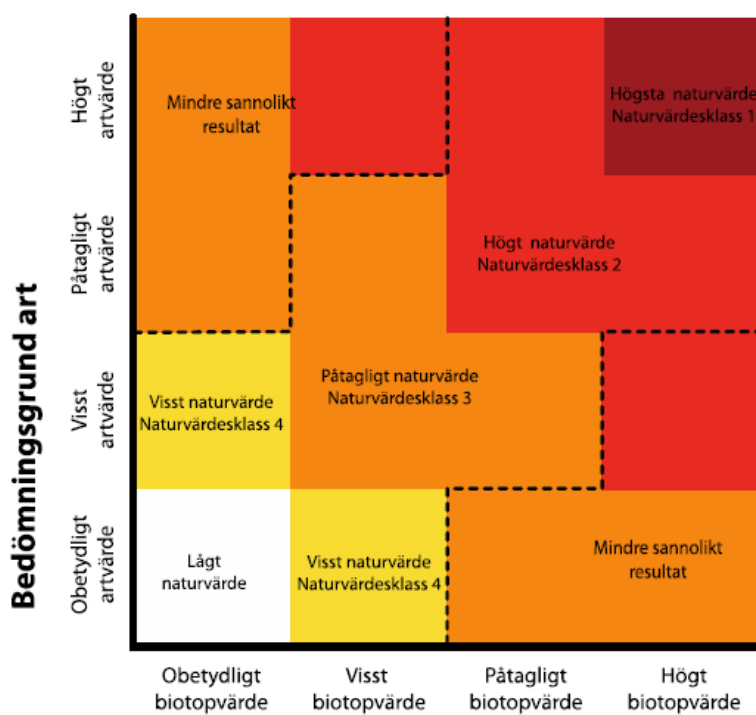 Bedömningsgrund art
Högt
artvärde
Påtagligt
artvärde
Visst
artvärde
Obetydligt
artvärde
Mindre sannolikt
resultat
Högsta naturvärde
Naturvärdesklass 1
Högt naturvärde
Naturvärdesklass 2
Påtagligt naturvärde
Naturvärdesklass 3
Visst naturvärde
Naturvärdesklass 4
Lågt
naturvärde
Visst naturvärde
Naturvärdesklass 4
Mindre sannolikt
resultat
Obetydligt
biotopvärde
Visst
biotopvärde
Påtagligt
biotopvärde
Högt
biotopvärde